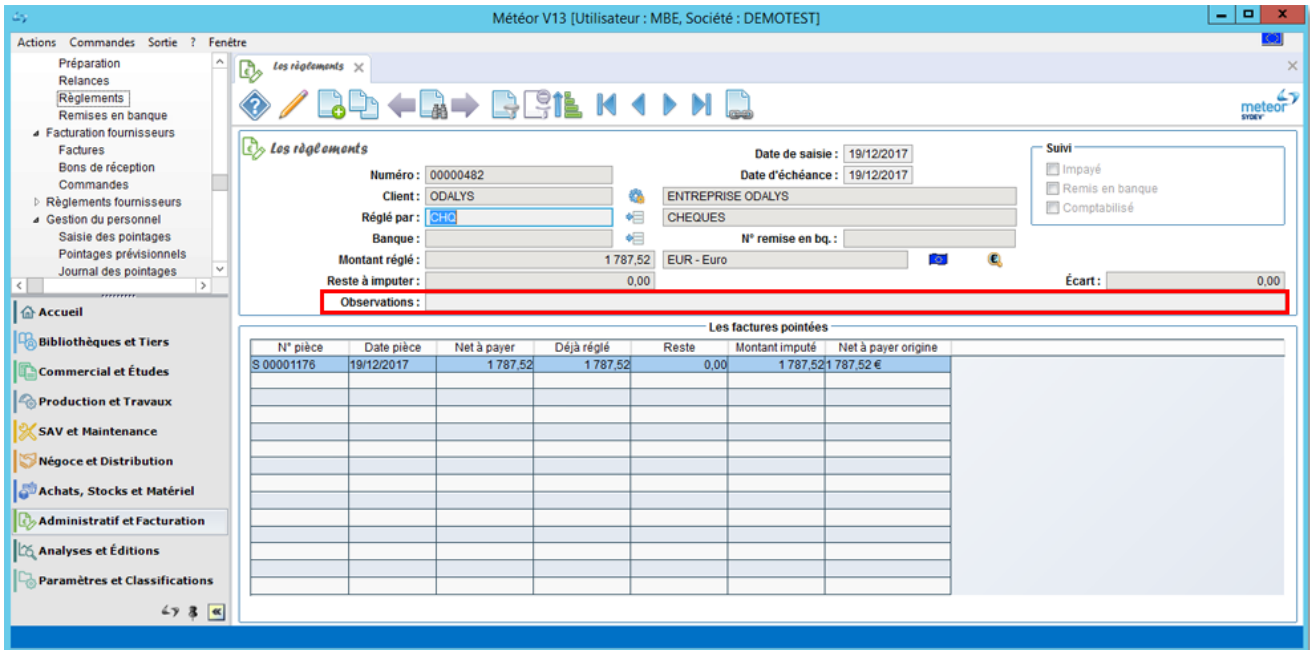 Météor V13 [Utilisateur : MBE, Société : DEMOTEST]
Actions Commandes Sortie ? Fenêtre
Préparation
Relances
Règlements
Remises en banque
Facturation fournisseurs
Factures
Bons de réception
Commandes
Règlements fournisseurs
Gestion du personnel
Saisie des pointages
Pointages prévisionnels
Journal des pointages
Accueil
Bibliothèques et Tiers
Commercial et Études
Production et Travaux
SAV et Maintenance
Négoce et Distribution
Achats, Stocks et Matériel
Administratif et Facturation
Analyses et Éditions
Paramètres et Classifications
Les règlements
meteor
SYDEV
Les règlements
Date de saisie : 19/12/2017
Numéro : 00000482 Date d'échéance : 19/12/2017
Client : ODALYS ENTREPRISE ODALYS
Réglé par : CHQ CHEQUES
Banque : N° remise en bq. :
Montant réglé : 1 787,52 EUR - Euro
Reste à imputer : 0,00 Écart : 0,00
Observations :
Suivi
Impayé
Remis en banque
Comptabilisé
Les factures pointées
N° pièce Date pièce Net à payer Déjà réglé Reste Montant imputé Net à payer origine
S 00001176 19/12/2017 1 787,52 1 787,52 0,00 1 787,52 1 787,52 €